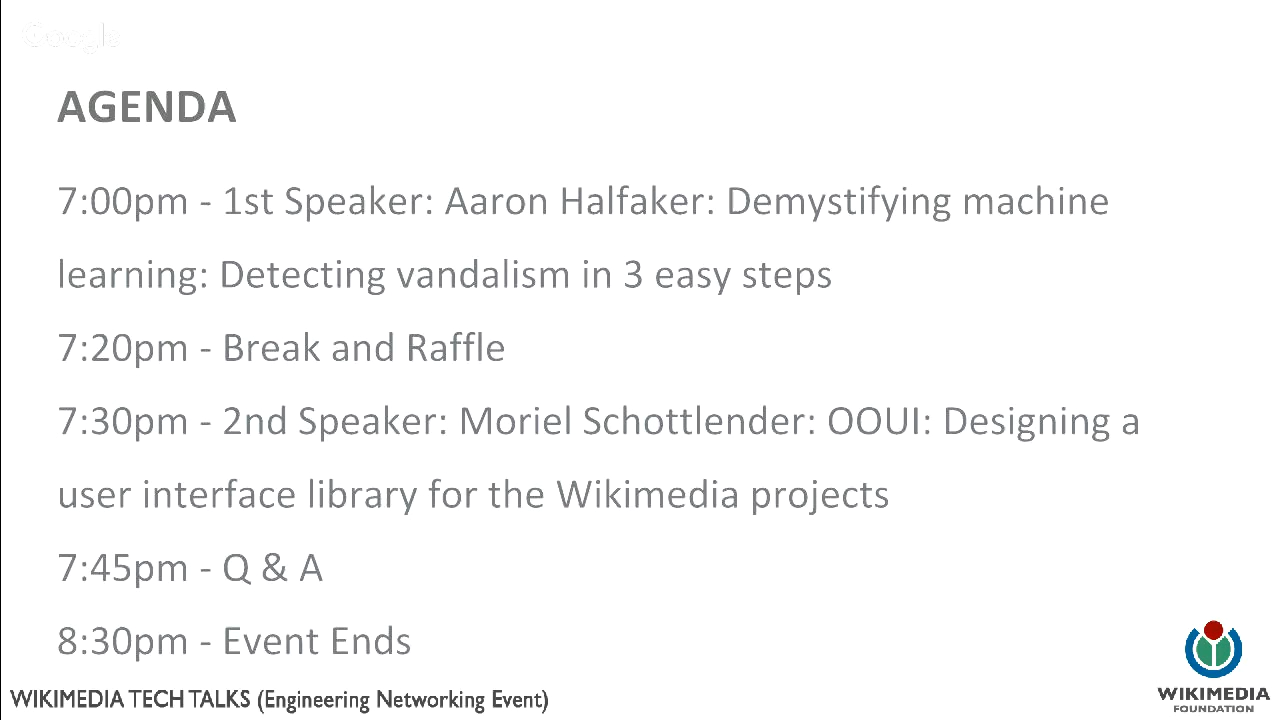 Google
AGENDA
7:00pm - 1st Speaker: Aaron Halfaker: Demystifying machine
learning: Detecting vandalism in 3 easy steps
7:20pm - Break and Raffle
7:30pm - 2nd Speaker: Moriel Schottlender: OOUI: Designing a
user interface library for the Wikimedia projects
7:45pm - Q & A
8:30pm - Event Ends
WIKIMEDIA TECH TALKS (Engineering Networking Event)
WIKIMEDIA
FOUNDATION